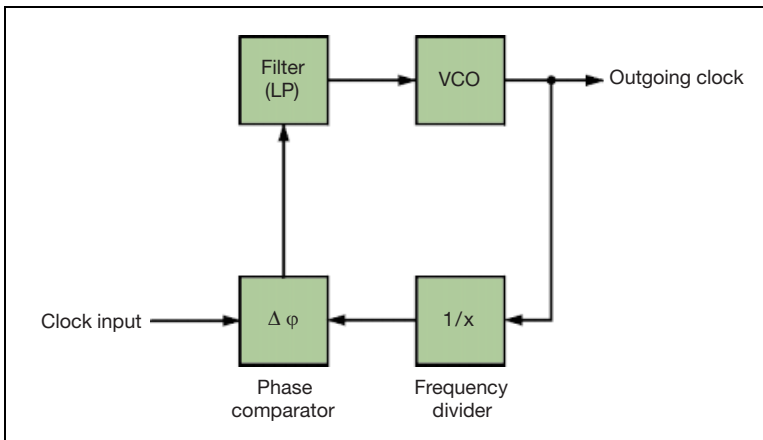 Filter
(LP)
VCO
Outgoing clock
Clock input
Δ φ
1/x
Phase
comparator
Frequency
divider